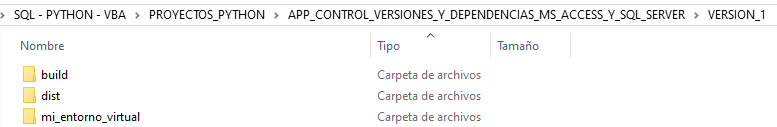 SQL - PYTHON - VBA > PROYECTOS_PYTHON > APP_CONTROL_VERSIONES_Y_DEPENDENCIAS_MS_ACCESS_Y_SQL_SERVER > VERSION_1
Nombre Tipo Tamaño
build Carpeta de archivos
dist Carpeta de archivos
mi_entorno_virtual Carpeta de archivos